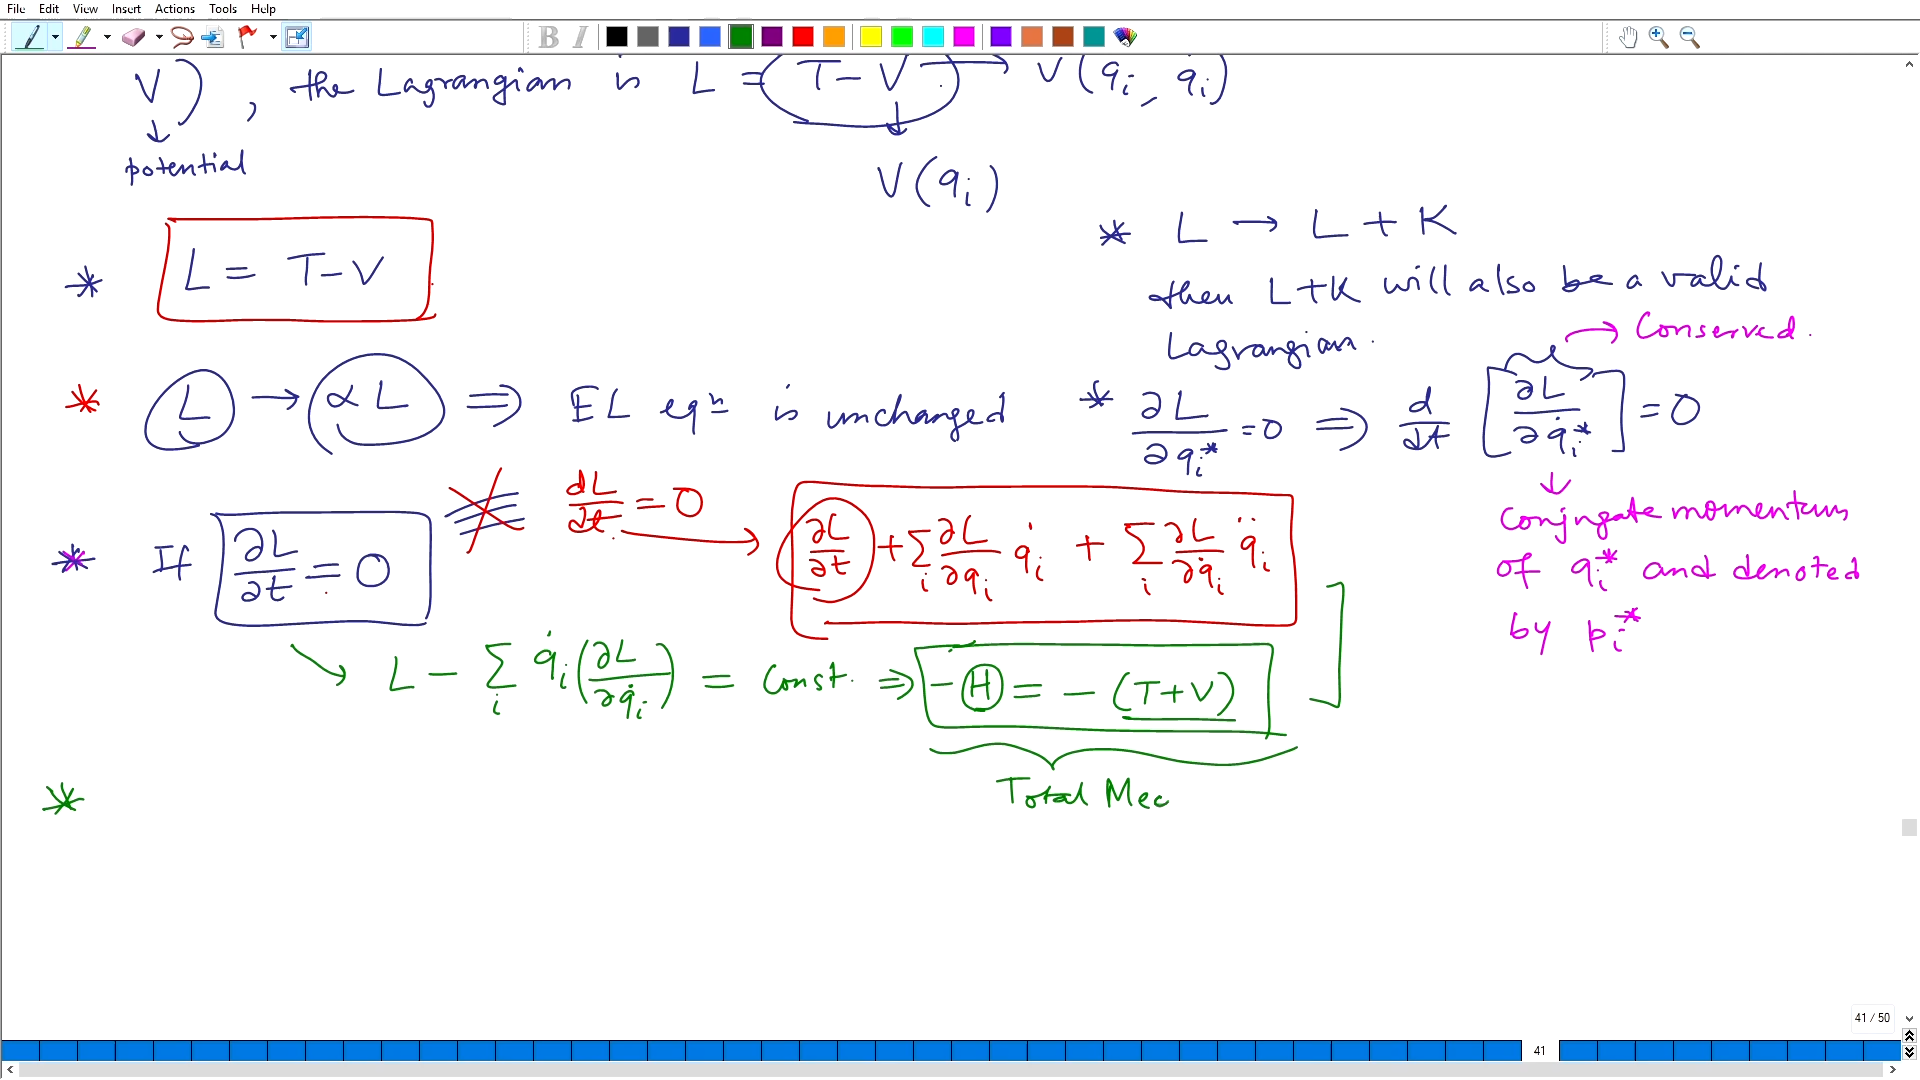 File Edit View Insert Actions Tools Help
B I
V), the Lagrangian is L = T - V → V(qᵢ, q̇ᵢ)
↓
potential
↓
V(qᵢ)
* L = T - V
* L → L + K
then L+K will also be a valid
Lagrangian.
* L → αL ⇒ EL eqⁿ is unchanged
* ∂L/∂qᵢ* = 0 ⇒ d/dt [∂L/∂q̇ᵢ*] = 0
→ Conserved.
↓
Conjugate momentum
of qᵢ* and denoted
by pᵢ*
* If ∂L/∂t = 0
dL/dt = 0 → ∂L/∂t + Σᵢ ∂L/∂qᵢ q̇ᵢ + Σᵢ ∂L/∂q̇ᵢ q̈ᵢ
→ L - Σᵢ q̇ᵢ(∂L/∂q̇ᵢ) = Const. ⇒ -H = -(T+V)
Total Mec
*
41 / 50
41